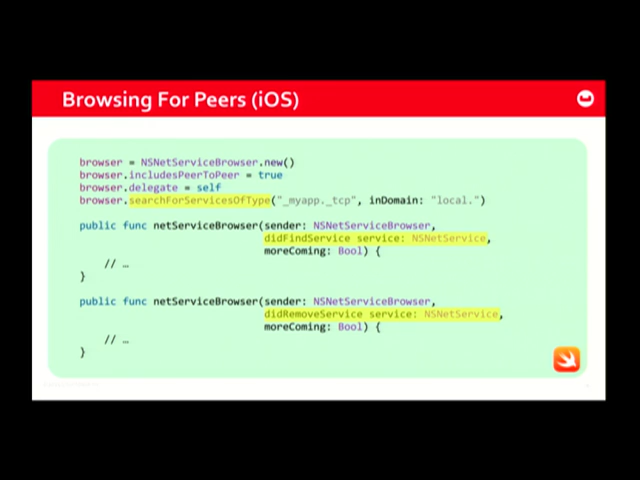 Browsing For Peers (iOS)
browser = NSNetServiceBrowser.new()
browser.includesPeerToPeer = true
browser.delegate = self
browser.searchForServicesOfType("_myapp._tcp", inDomain: "local.")
public func netServiceBrowser(sender: NSNetServiceBrowser,
didFindService service: NSNetService,
moreComing: Bool) {
// …
}
public func netServiceBrowser(sender: NSNetServiceBrowser,
didRemoveService service: NSNetService,
moreComing: Bool) {
// …
}